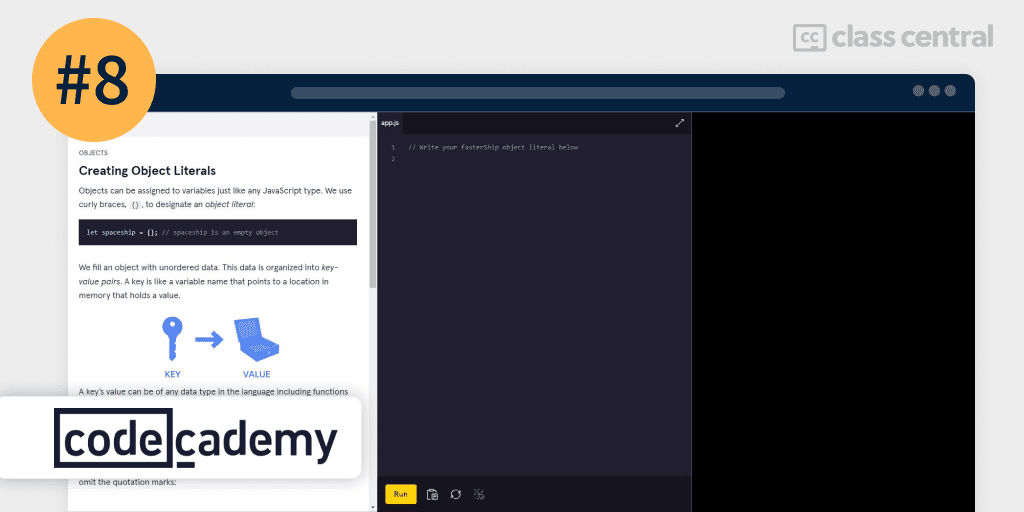 #8
cc class central
OBJECTS
Creating Object Literals
Objects can be assigned to variables just like any JavaScript type. We use
curly braces, {}, to designate an object literal:
let spaceship = {}; // spaceship is an empty object
We fill an object with unordered data. This data is organized into key-
value pairs. A key is like a variable name that points to a location in
memory that holds a value.
KEY
VALUE
A key's value can be of any data type in the language including functions
codecademy
omit the quotation marks:
app.js
1 // Write your fasterShip object literal below
2
Run